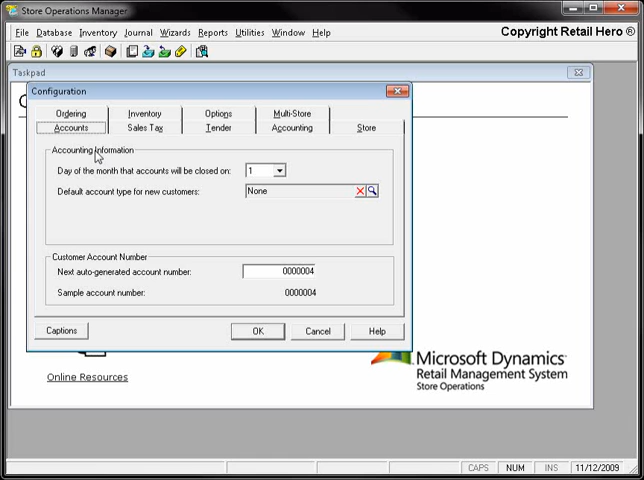 Store Operations Manager
File Database Inventory Journal Wizards Reports Utilities Window Help
Copyright Retail Hero ®
Taskpad
Configuration
Ordering Inventory Options Multi-Store
Accounts Sales Tax Tender Accounting Store
Accounting Information
Day of the month that accounts will be closed on: 1
Default account type for new customers: None
Customer Account Number
Next auto-generated account number: 0000004
Sample account number: 0000004
Captions OK Cancel Help
Microsoft Dynamics
Retail Management System
Store Operations
Online Resources
CAPS NUM INS 11/12/2009